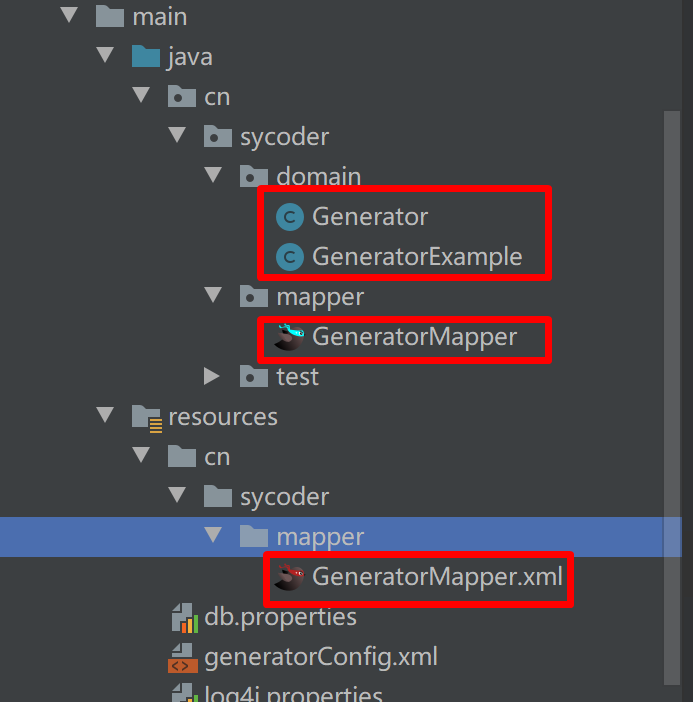 main
java
cn
sycoder
domain
Generator
GeneratorExample
mapper
GeneratorMapper
test
resources
cn
sycoder
mapper
GeneratorMapper.xml
db.properties
generatorConfig.xml
log4j.properties